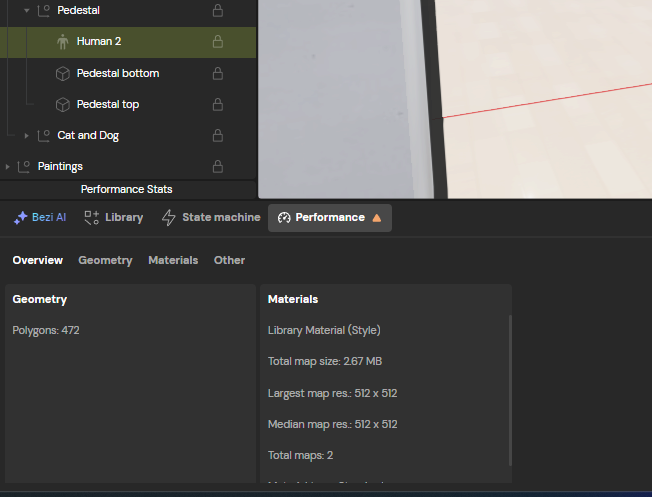 Pedestal
Human 2
Pedestal bottom
Pedestal top
Cat and Dog
Paintings
Performance Stats
Bezi AI Library State machine Performance
Overview Geometry Materials Other
Geometry
Polygons: 472
Materials
Library Material (Style)
Total map size: 2.67 MB
Largest map res.: 512 x 512
Median map res.: 512 x 512
Total maps: 2